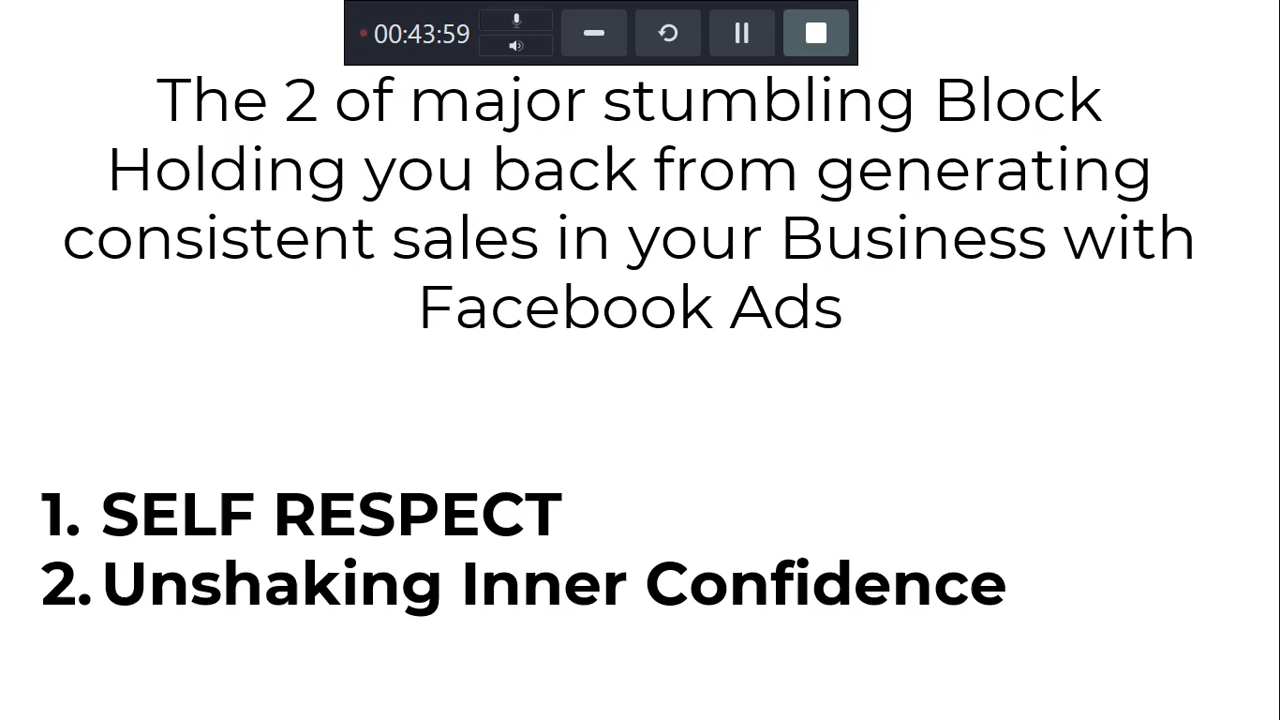 00:43:59
The 2 of major stumbling Block
Holding you back from generating
consistent sales in your Business with
Facebook Ads
1. SELF RESPECT
2. Unshaking Inner Confidence